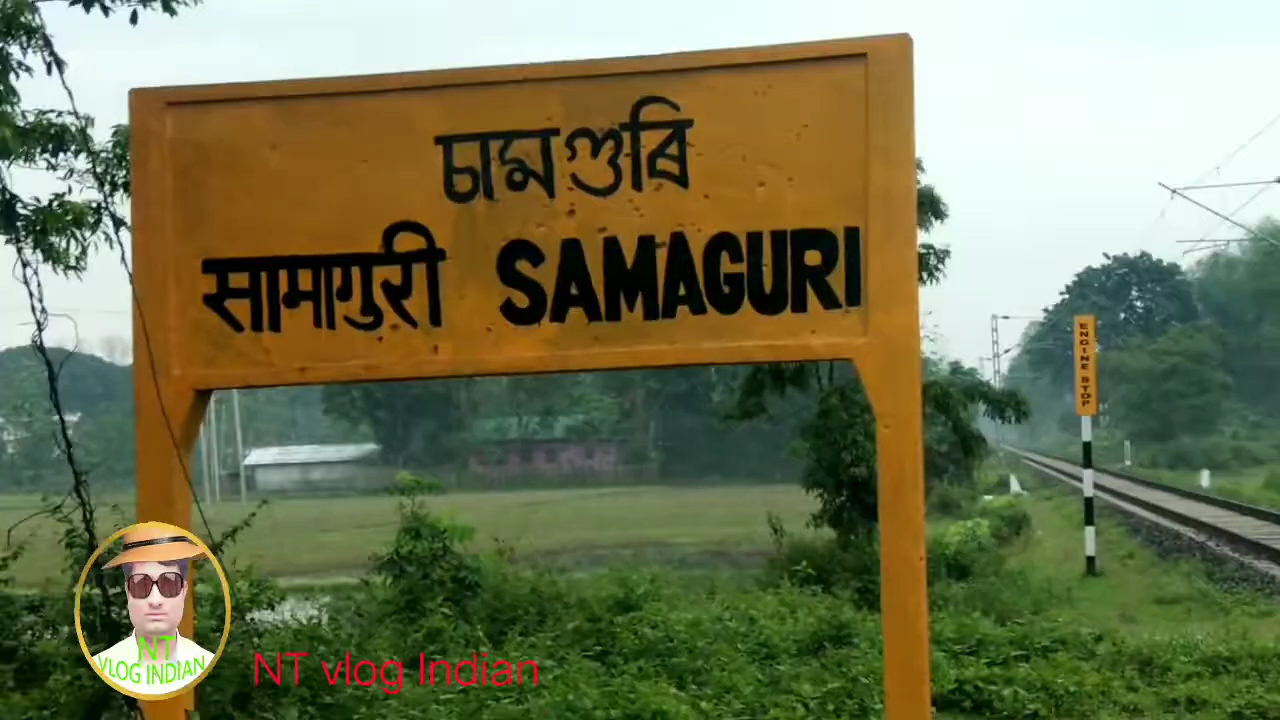 চামগুৰি
सामागुरी SAMAGURI
ENGINE STOP
NT
VLOG INDIAN
NT vlog Indian